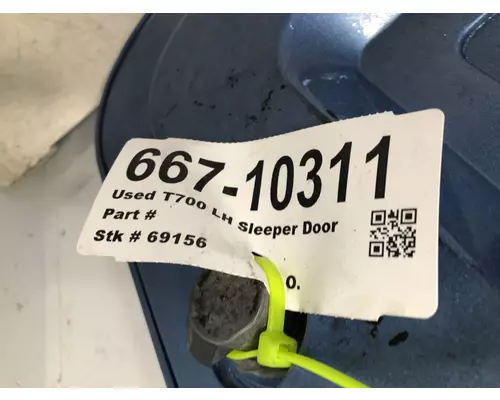 667-10311
Used T700 LH Sleeper Door
Part #
Stk # 69156
O.